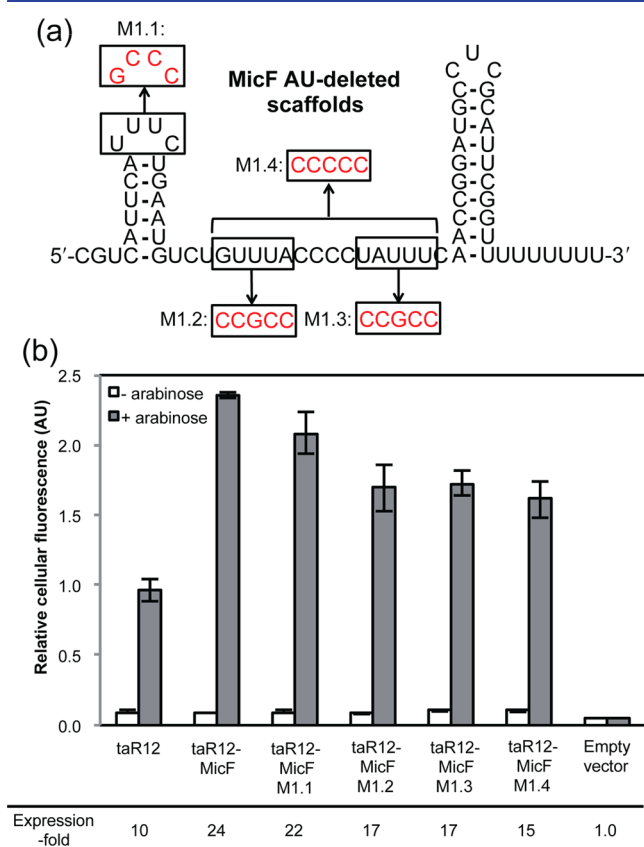 (a)
M1.1:
G C C C C
U U U U C
MicF AU-deleted
scaffolds
M1.4: CCCCC
A-U
C-G
U-A
U-A
A-U
U C U C G
C-G
C-G
G-C
U-A
A-U
G-U
G-C
C-G
C-G
A-U
5′-CGUC-GUCUGUUUACCCCUAUUUCA-UUUUUUUU-3′
M1.2: CCGCC
M1.3: CCGCC
(b)
Relative cellular fluorescence (AU)
2.5
2.0
1.5
1.0
0.5
0.0
- arabinose
+ arabinose
taR12
taR12-
MicF
taR12-
MicF
M1.1
taR12-
MicF
M1.2
taR12-
MicF
M1.3
taR12-
MicF
M1.4
Empty
vector
Expression
-fold
10 24 22 17 17 15 1.0